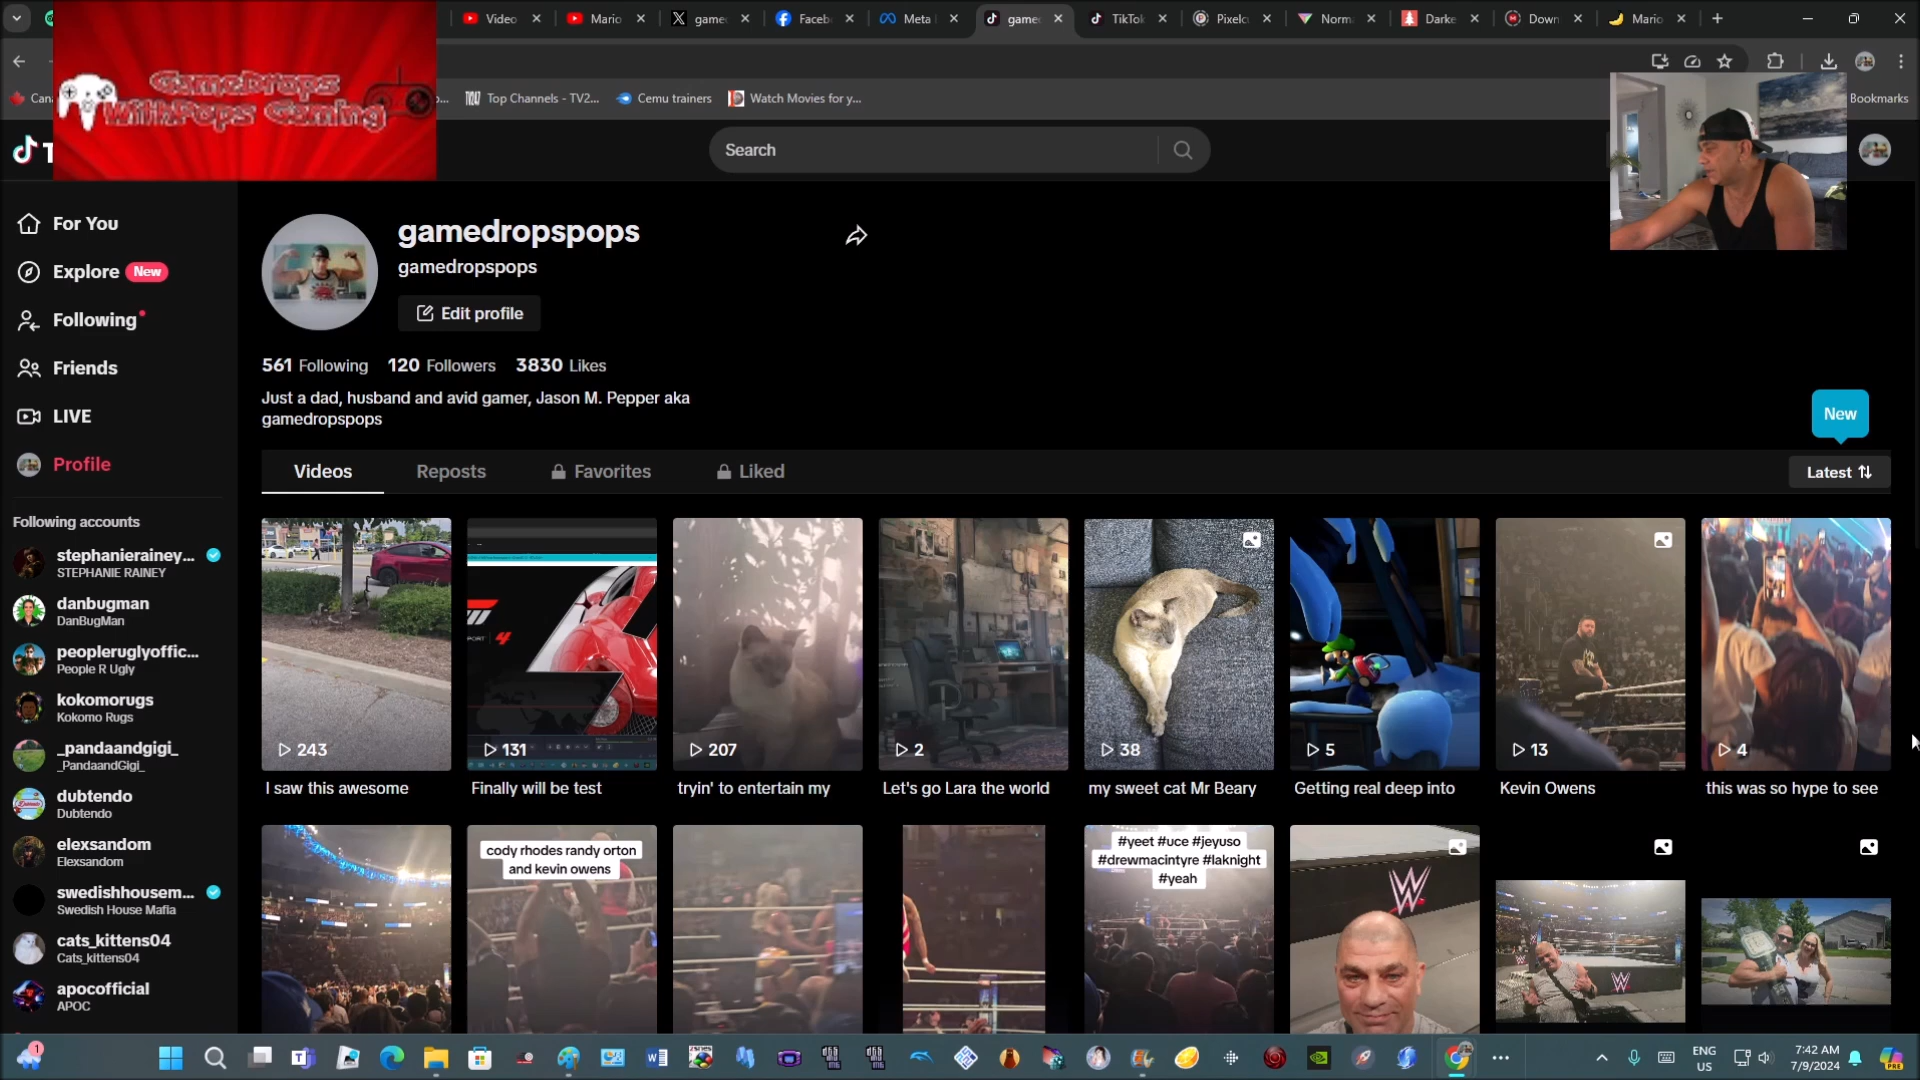 Video
Mario
game
Faceb
Meta
game
TikTok
Pixelc
Norm
Darke
Down
Mario
GameDrops
WithPops Gaming
Cana
Top Channels - TV2...
Cemu trainers
Watch Movies for y...
Bookmarks
Search
For You
Explore New
Following
Friends
LIVE
Profile
Following accounts
stephanierainey...
STEPHANIE RAINEY
danbugman
DanBugMan
peopleruglyoffic...
People R Ugly
kokomorugs
Kokomo Rugs
_pandaandgigi_
_PandaandGigi_
dubtendo
Dubtendo
elexsandom
Elexsandom
swedishhousem...
Swedish House Mafia
cats_kittens04
Cats_kittens04
apocofficial
APOC
gamedropspops
gamedropspops
Edit profile
561 Following 120 Followers 3830 Likes
Just a dad, husband and avid gamer, Jason M. Pepper aka
gamedropspops
New
Videos Reposts Favorites Liked
Latest
243
131
207
2
38
5
13
4
I saw this awesome
Finally will be test
tryin' to entertain my
Let's go Lara the world
my sweet cat Mr Beary
Getting real deep into
Kevin Owens
this was so hype to see
cody rhodes randy orton
and kevin owens
#yeet #uce #jeyuso
#drewmacintyre #laknight
#yeah
1
ENG
US
7:42 AM
7/9/2024